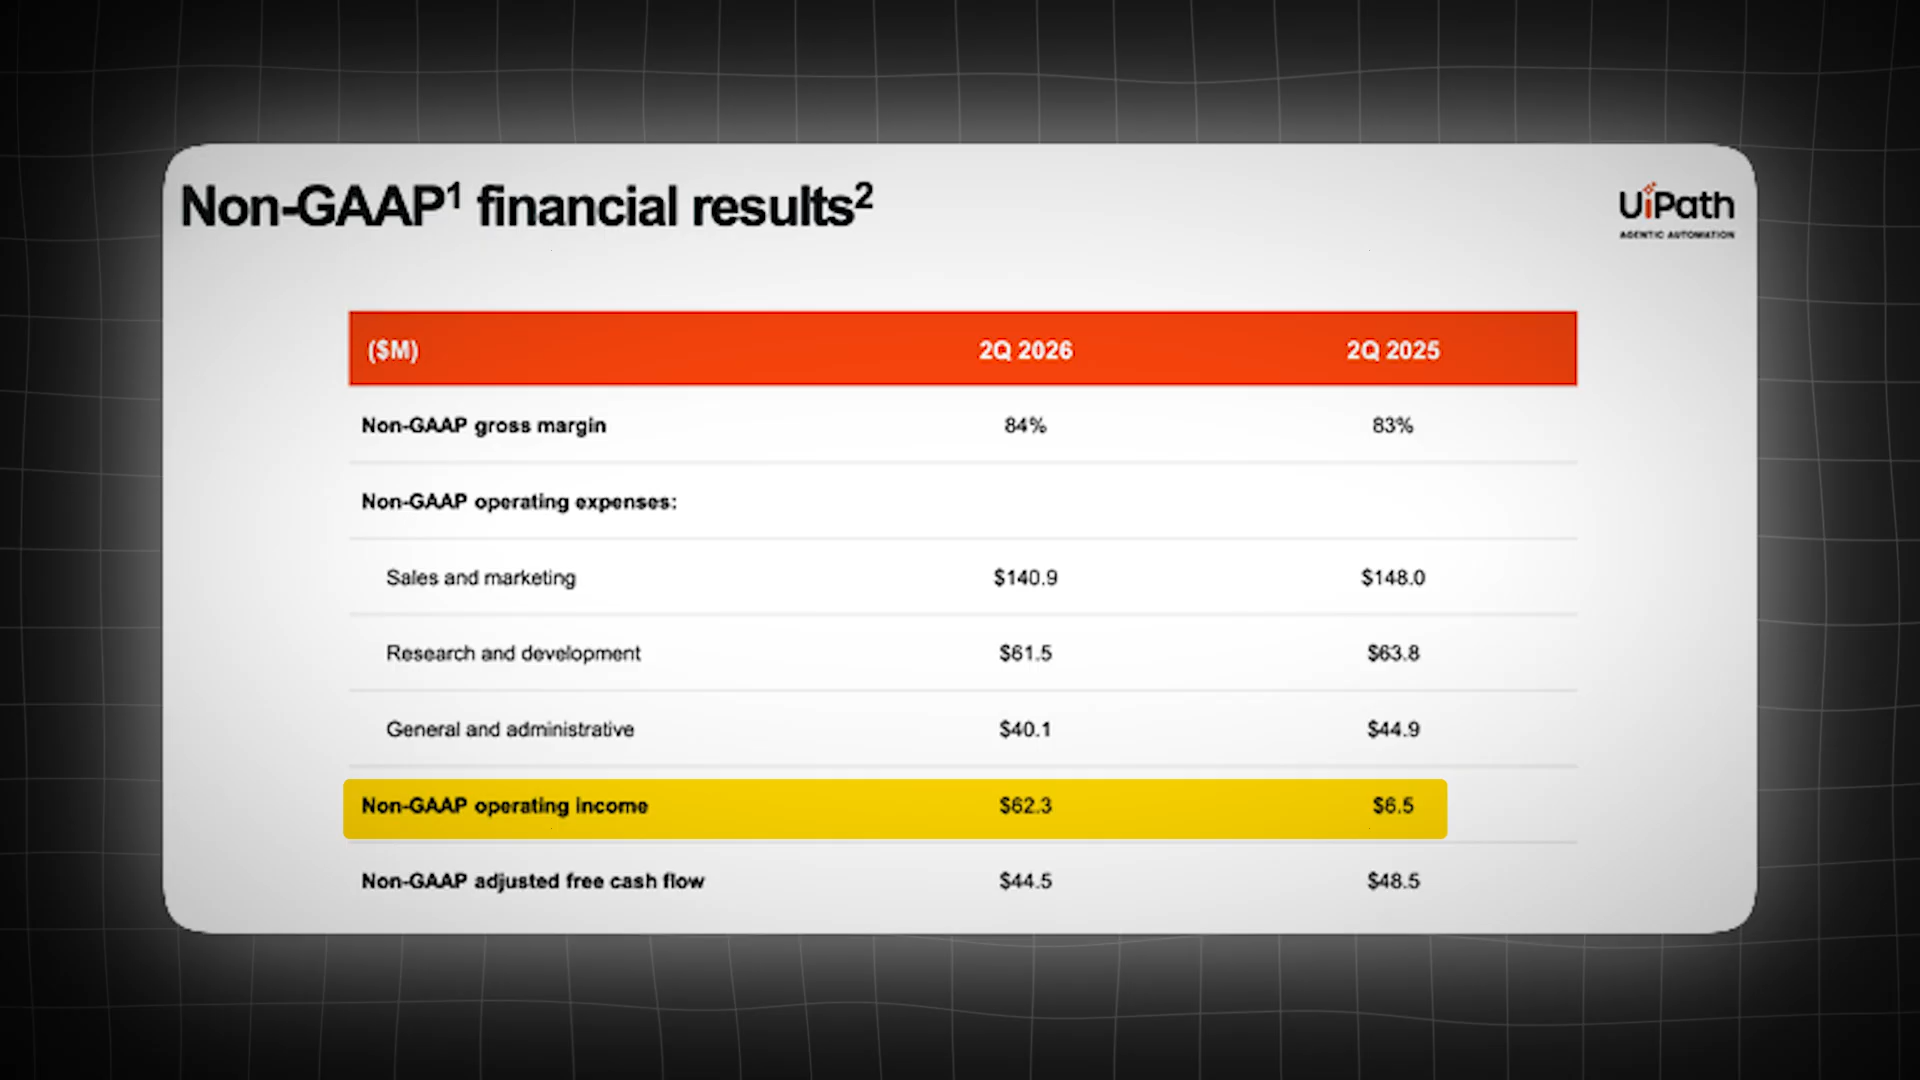 Non-GAAP¹ financial results²
UiPath
AGENTIC AUTOMATION
($M) 2Q 2026 2Q 2025
Non-GAAP gross margin 84% 83%
Non-GAAP operating expenses:
Sales and marketing $140.9 $148.0
Research and development $61.5 $63.8
General and administrative $40.1 $44.9
Non-GAAP operating income $62.3 $6.5
Non-GAAP adjusted free cash flow $44.5 $48.5